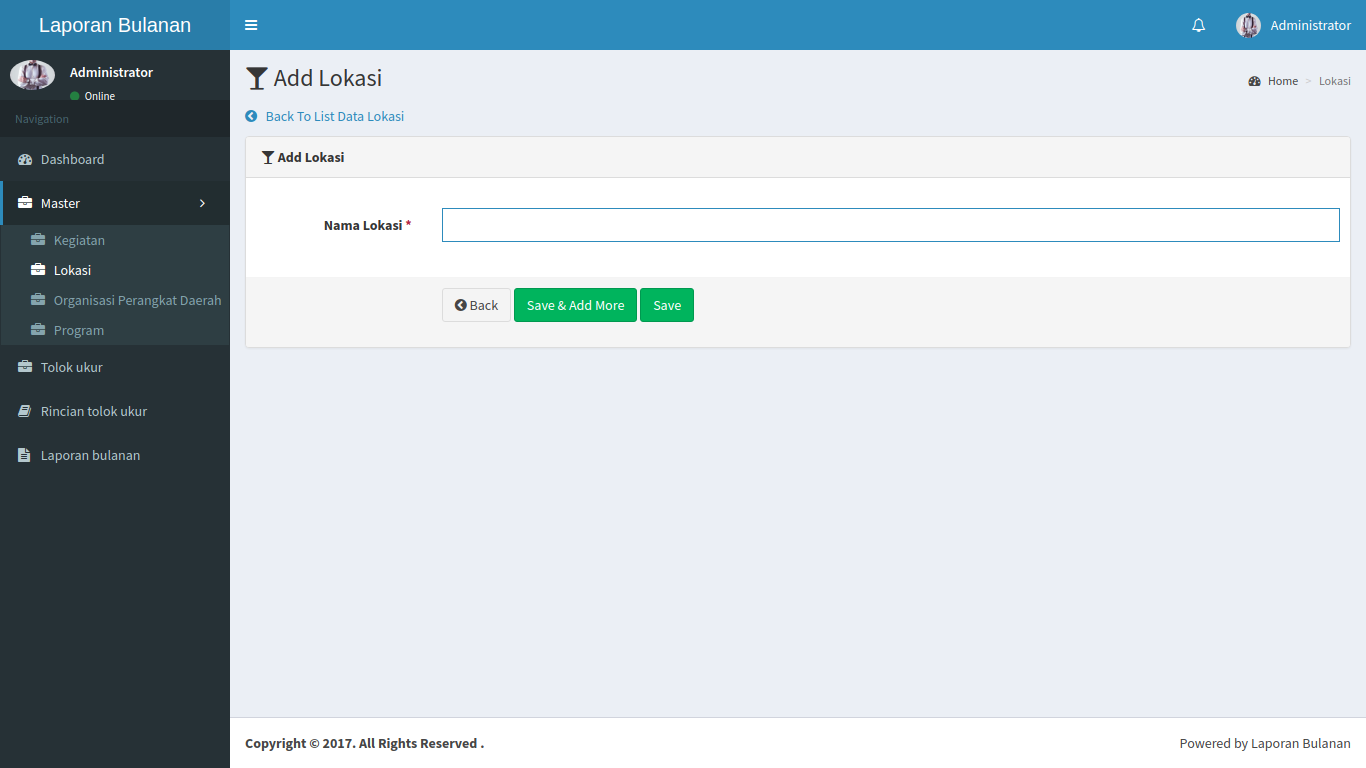 Laporan Bulanan
Administrator
Administrator
Online
Navigation
Dashboard
Master
Kegiatan
Lokasi
Organisasi Perangkat Daerah
Program
Tolok ukur
Rincian tolok ukur
Laporan bulanan
Add Lokasi
Home > Lokasi
Back To List Data Lokasi
Add Lokasi
Nama Lokasi *
Back
Save & Add More
Save
Copyright © 2017. All Rights Reserved .
Powered by Laporan Bulanan